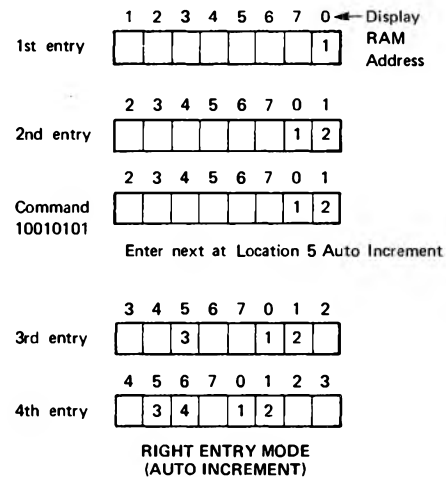 1 2 3 4 5 6 7 0 Display
RAM
Address
1st entry 1
2 3 4 5 6 7 0 1
2nd entry 1 2
2 3 4 5 6 7 0 1
Command
10010101 1 2
Enter next at Location 5 Auto Increment
3 4 5 6 7 0 1 2
3rd entry 3 1 2
4 5 6 7 0 1 2 3
4th entry 3 4 1 2
RIGHT ENTRY MODE
(AUTO INCREMENT)